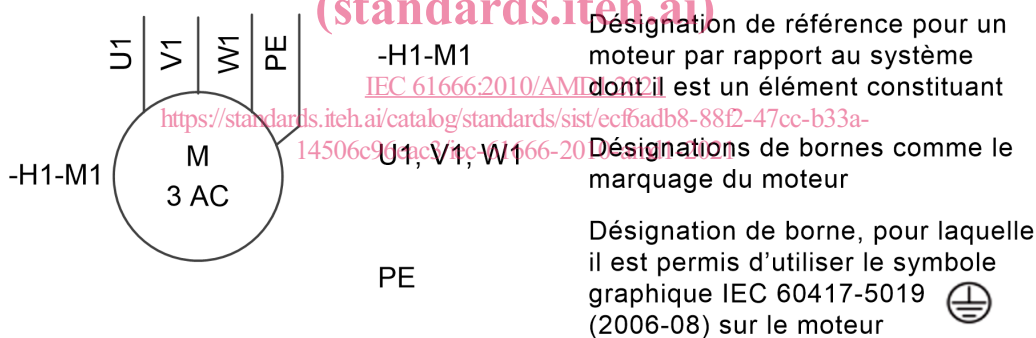 (standards.iteh.ai)
U1
V1
W1
PE
-H1-M1
M
3 AC
-H1-M1
Désignation de référence pour un
moteur par rapport au système
dont il est un élément constituant
IEC 61666:2010/AMD1:2021
https://standards.iteh.ai/catalog/standards/sist/ecf6adb8-88f2-47cc-b33a-
U1, V1, W1
Désignations de bornes comme le
marquage du moteur
PE
Désignation de borne, pour laquelle
il est permis d'utiliser le symbole
graphique IEC 60417-5019
(2006-08) sur le moteur